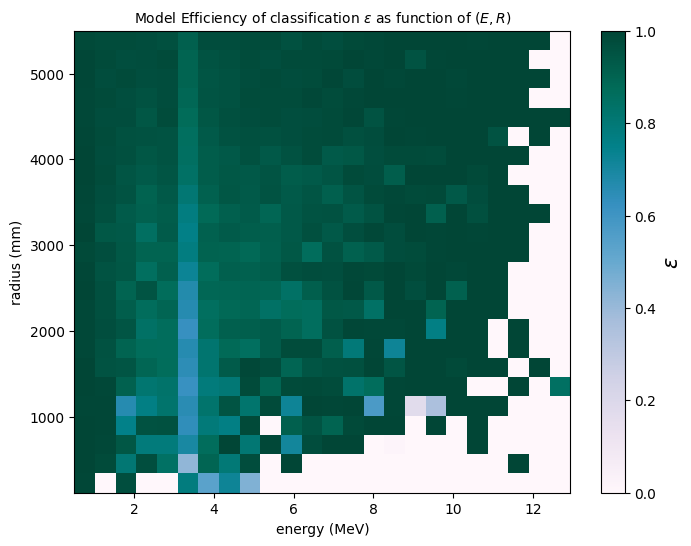 Model Efficiency of classification ε as function of (E, R)
5000
4000
3000
2000
1000
radius (mm)
2 4 6 8 10 12
energy (MeV)
1.0
0.8
0.6
0.4
0.2
0.0
ε